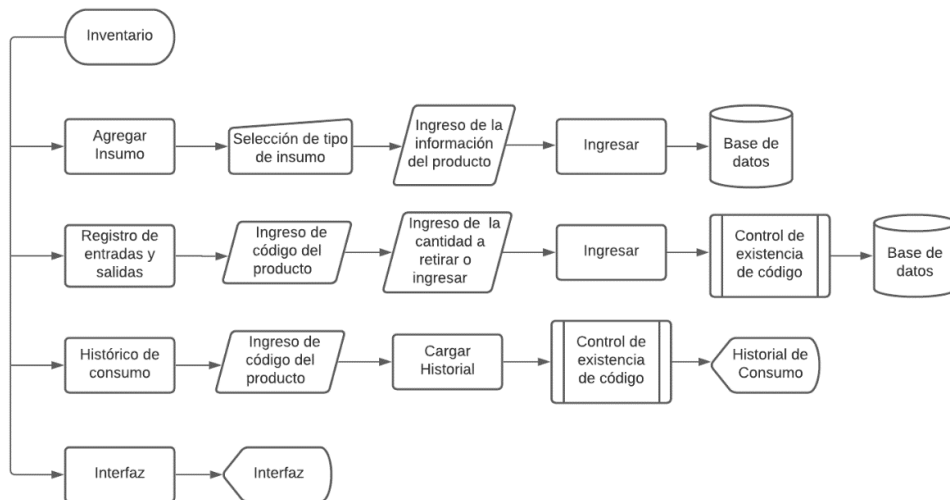 Inventario
Agregar
Insumo
Selección de tipo
de insumo
Ingreso de la
información
del producto
Ingresar
Base de
datos
Registro de
entradas y
salidas
Ingreso de
código del
producto
Ingreso de la
cantidad a
retirar o
ingresar
Ingresar
Control de
existencia
de código
Base de
datos
Histórico de
consumo
Ingreso de
código del
producto
Cargar
Historial
Control de
existencia
de código
Historial de
Consumo
Interfaz
Interfaz